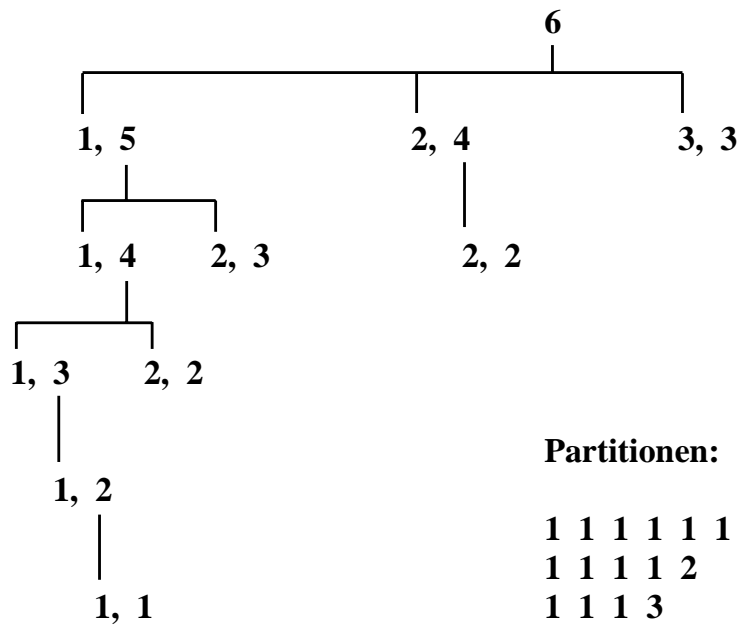 6
1, 5 2, 4 3, 3
1, 4 2, 3 2, 2
1, 3 2, 2
1, 2
1, 1
Partitionen:
1 1 1 1 1 1
1 1 1 1 2
1 1 1 3